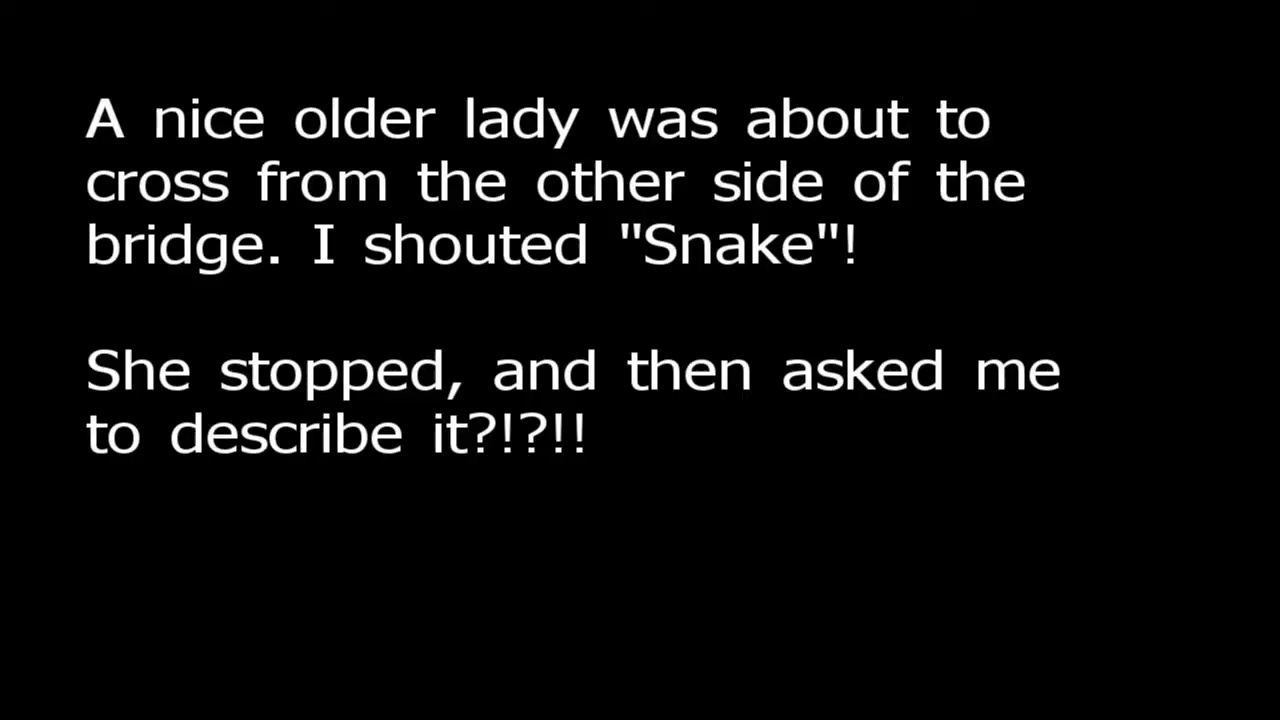 A nice older lady was about to
cross from the other side of the
bridge. I shouted "Snake"!
She stopped, and then asked me
to describe it?!?!!